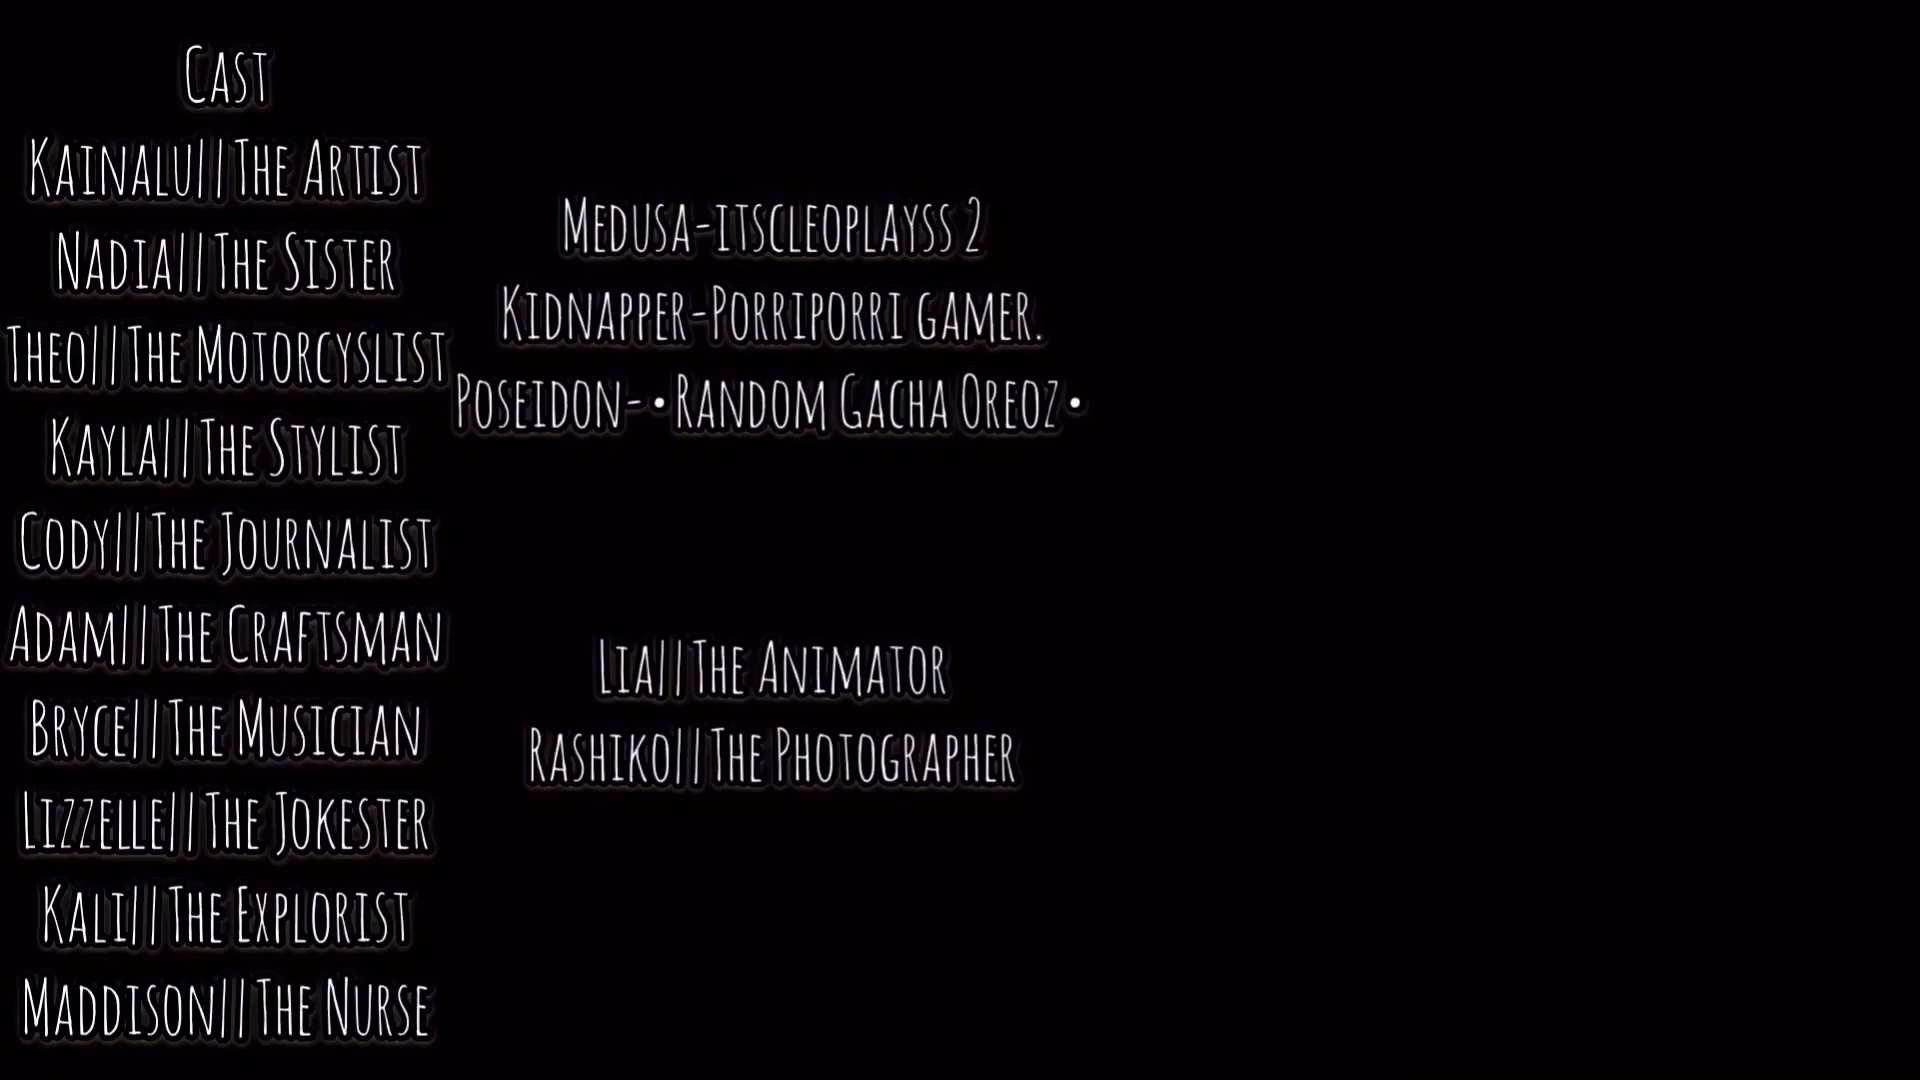 Cast
Kainalu||The Artist
Nadia||The Sister
Theo||The Motorcyslist
Kayla||The Stylist
Cody||The Journalist
Adam||The Craftsman
Bryce||The Musician
Lizzelle||The Jokester
Kali||The Explorist
Maddison||The Nurse
Medusa-itscleoplayss 2
Kidnapper-Porriporri gamer.
Poseidon-•Random Gacha Oreoz•
Lia||The Animator
Rashiko||The Photographer